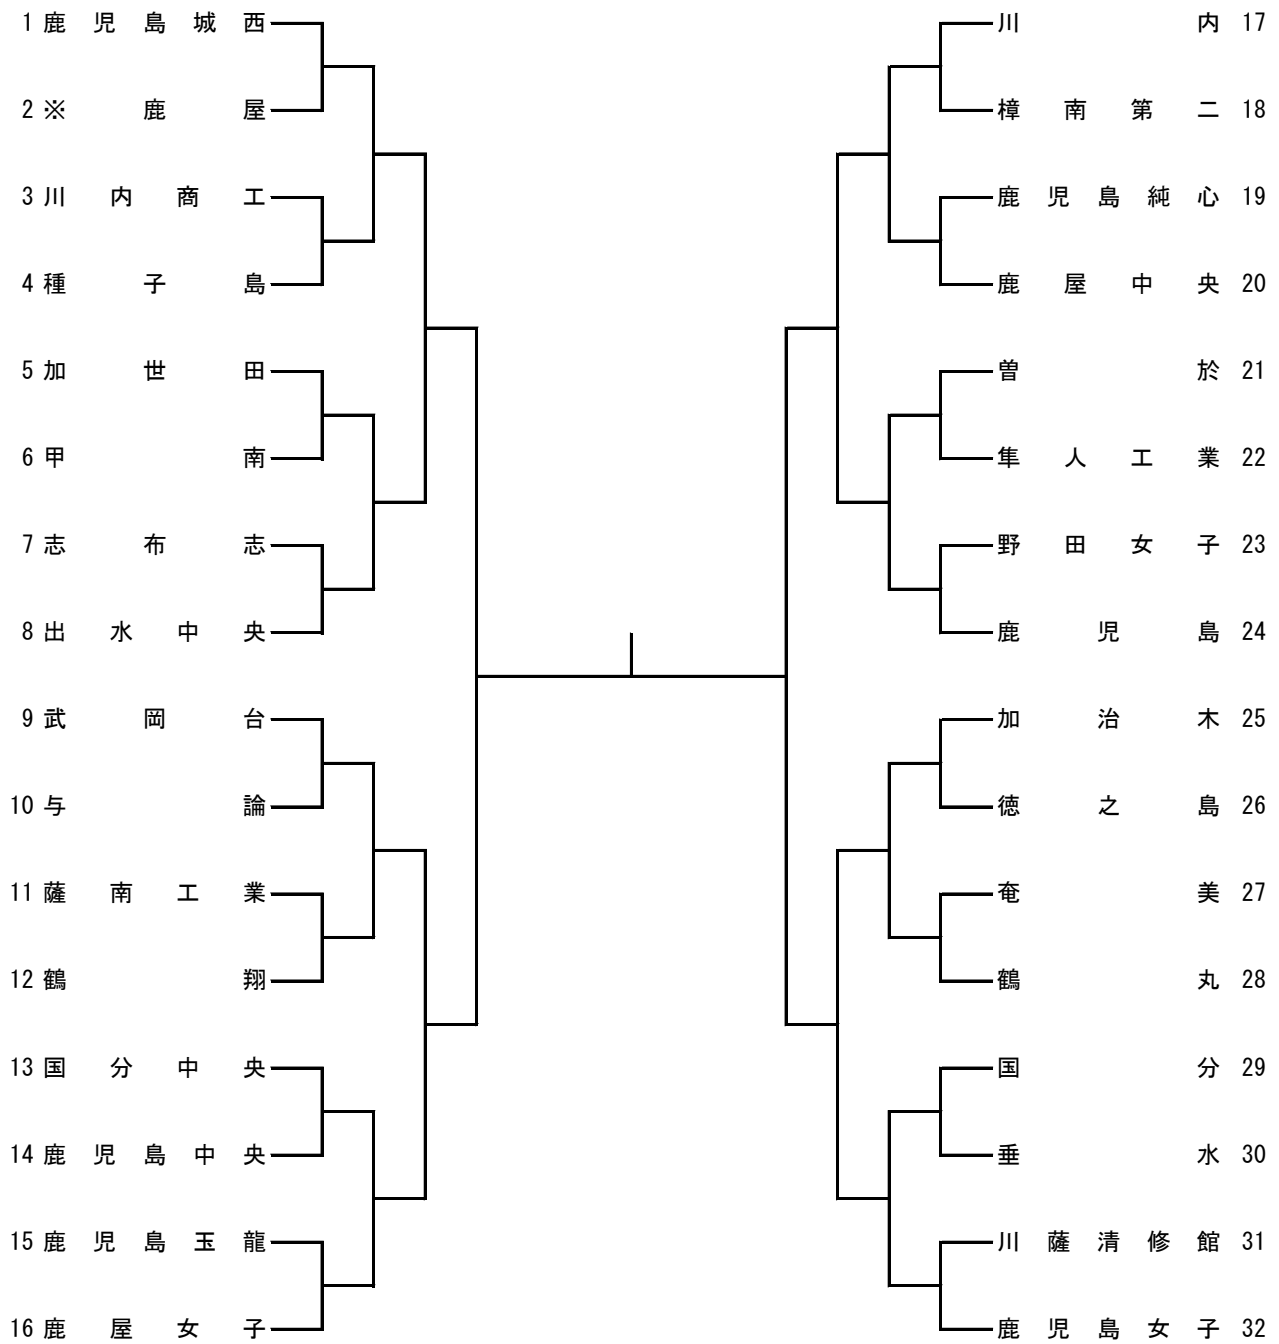 1 鹿児島城西
2 ※鹿屋
3 川内商工
4 種子島
5 加世田
6 甲南
7 志布志
8 出水中央
9 武岡台
10 与論
11 薩南工業
12 鶴翔
13 国分中央
14 鹿児島中央
15 鹿児島玉龍
16 鹿屋女子
川内 17
樟南第二 18
鹿児島純心 19
鹿屋中央 20
曽於 21
隼人工業 22
野田女子 23
鹿児島 24
加治木 25
徳之島 26
奄美 27
鶴丸 28
国分 29
垂水 30
川薩清修館 31
鹿児島女子 32